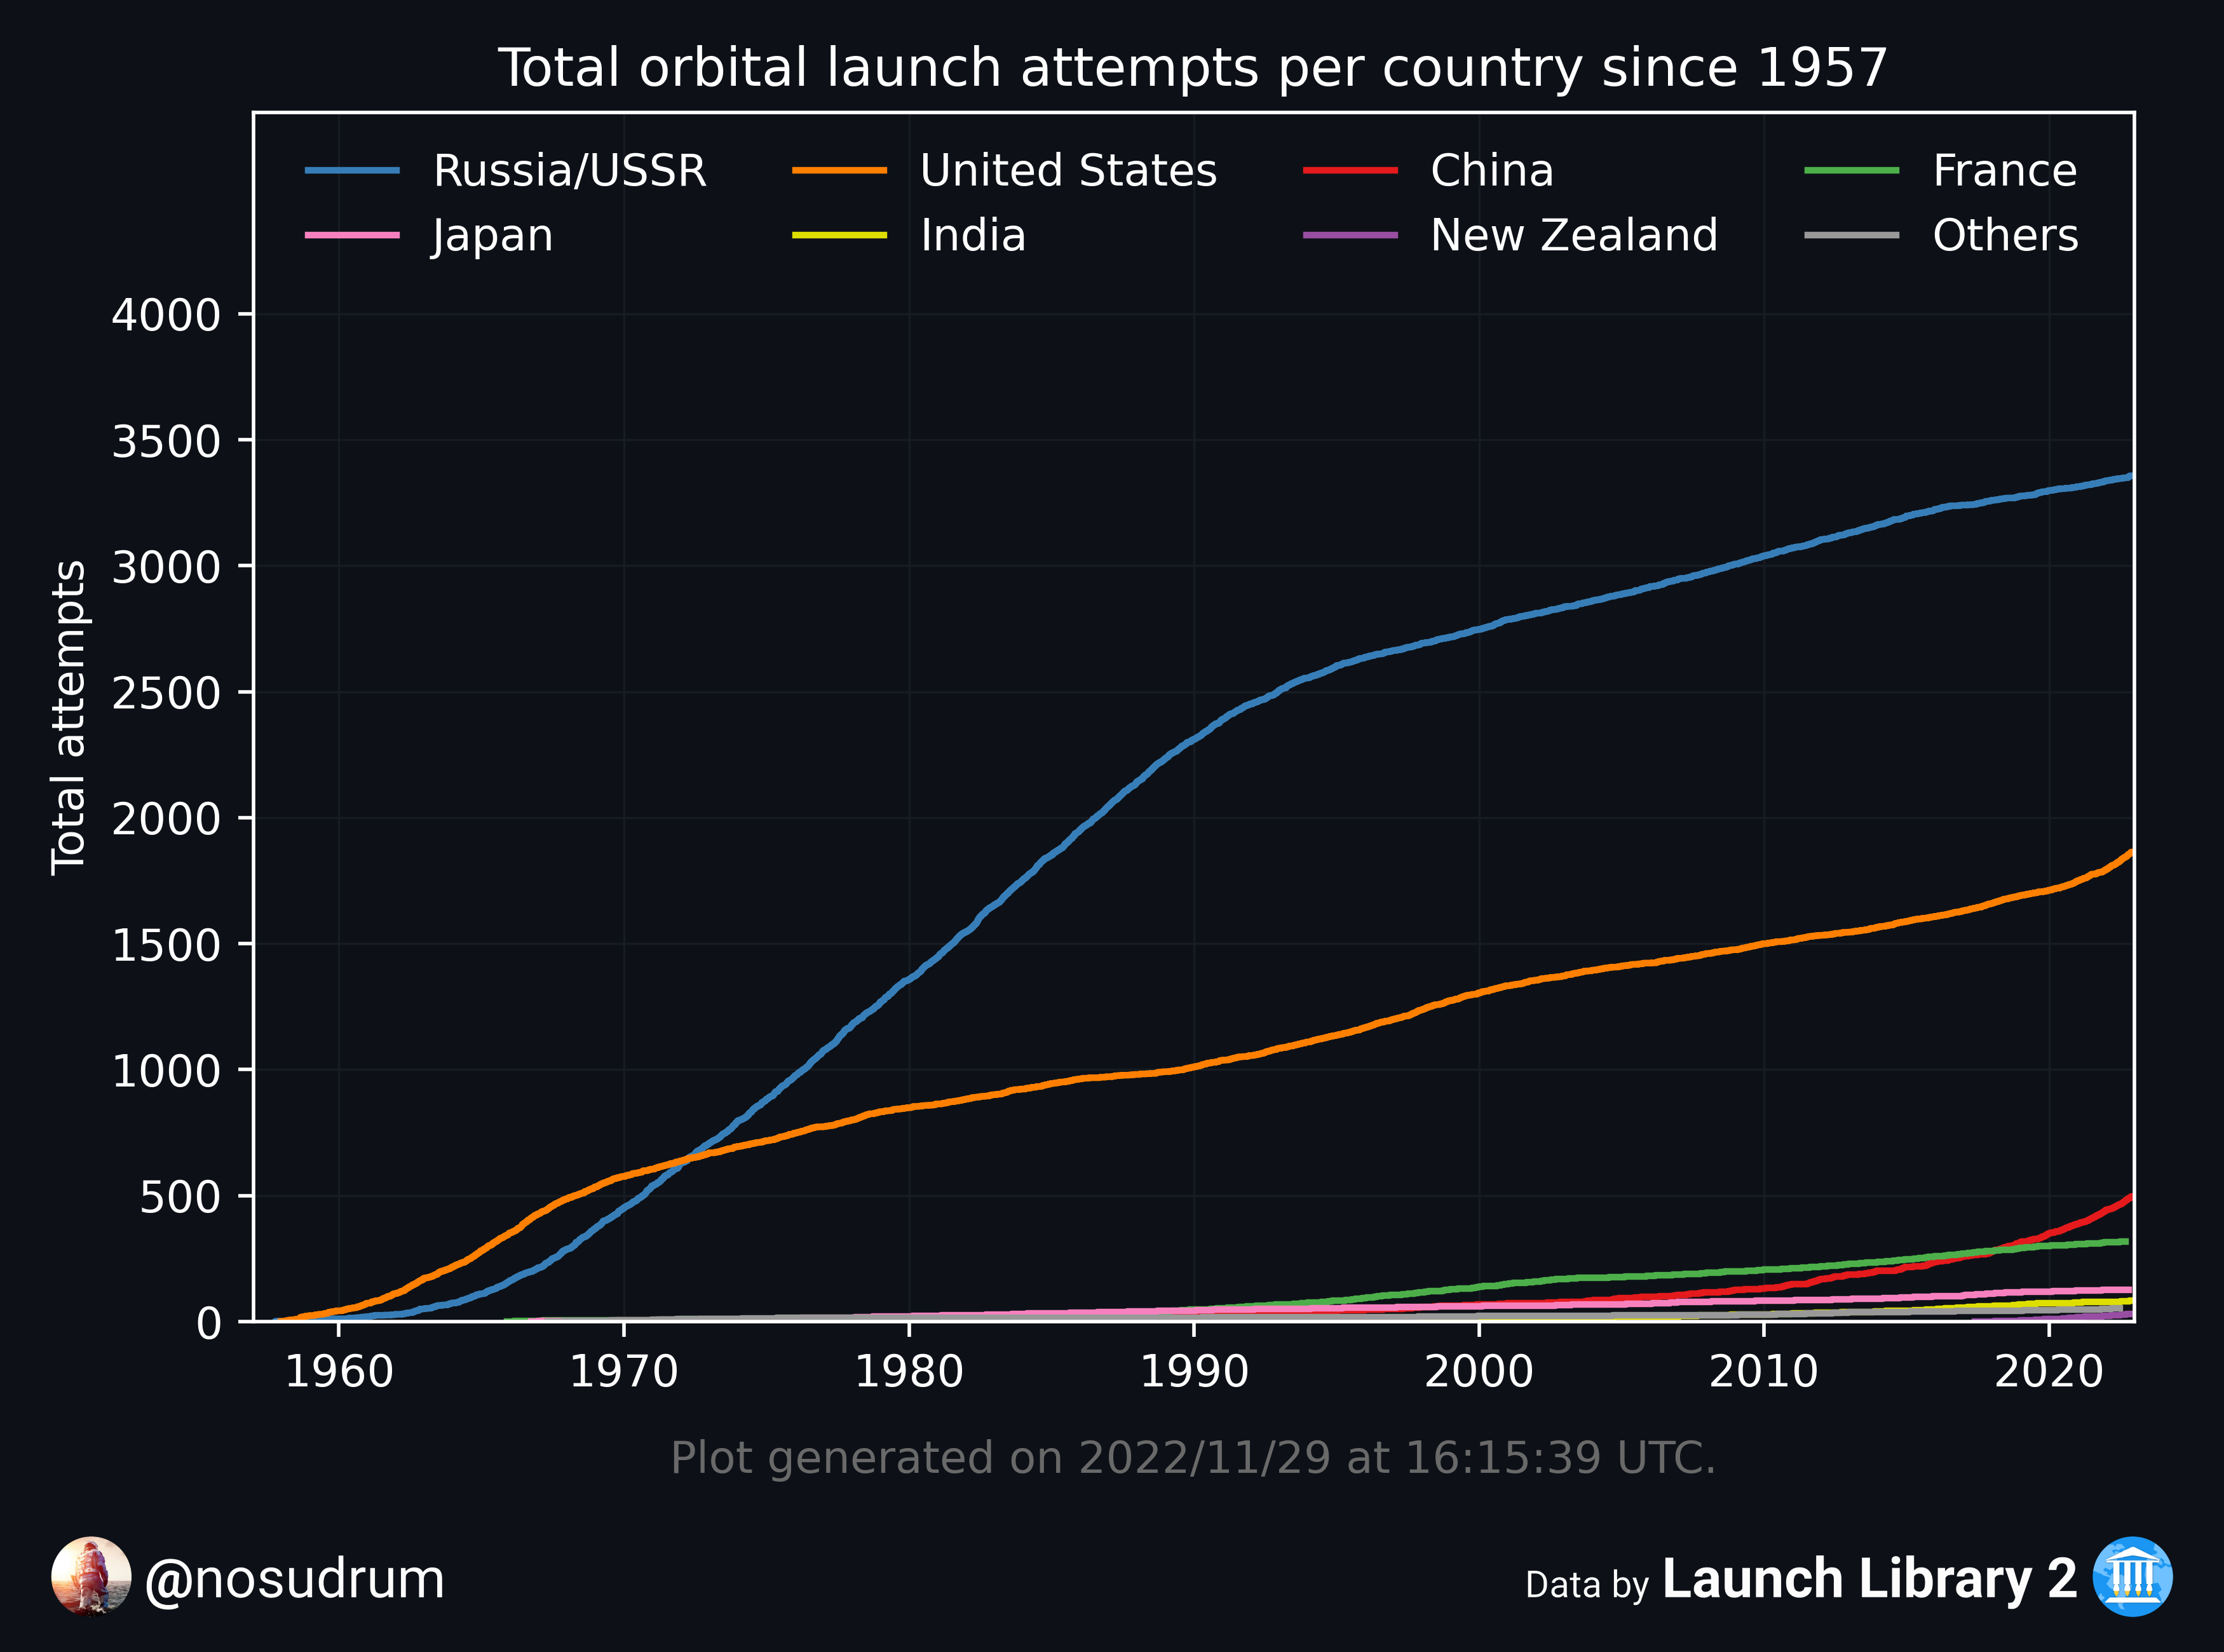 Total orbital launch attempts per country since 1957
Russia/USSR United States China France
Japan India New Zealand Others
4000
3500
3000
2500
2000
1500
1000
500
0
Total attempts
1960 1970 1980 1990 2000 2010 2020
Plot generated on 2022/11/29 at 16:15:39 UTC.
@nosudrum
Data by Launch Library 2